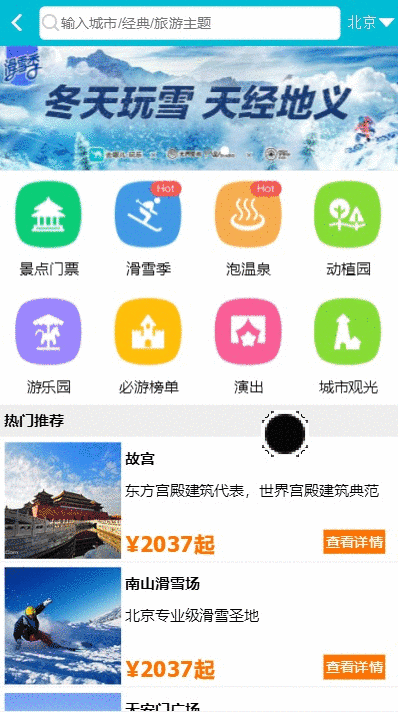 输入城市/经典/旅游主题
北京
滑雪季
冬天玩雪 天经地义
Hot
Hot
景点门票
滑雪季
泡温泉
动植园
游乐园
必游榜单
演出
城市观光
热门推荐
故宫
东方宫殿建筑代表，世界宫殿建筑典范
¥2037起
查看详情
南山滑雪场
北京专业级滑雪圣地
¥2037起
查看详情
天安门广场